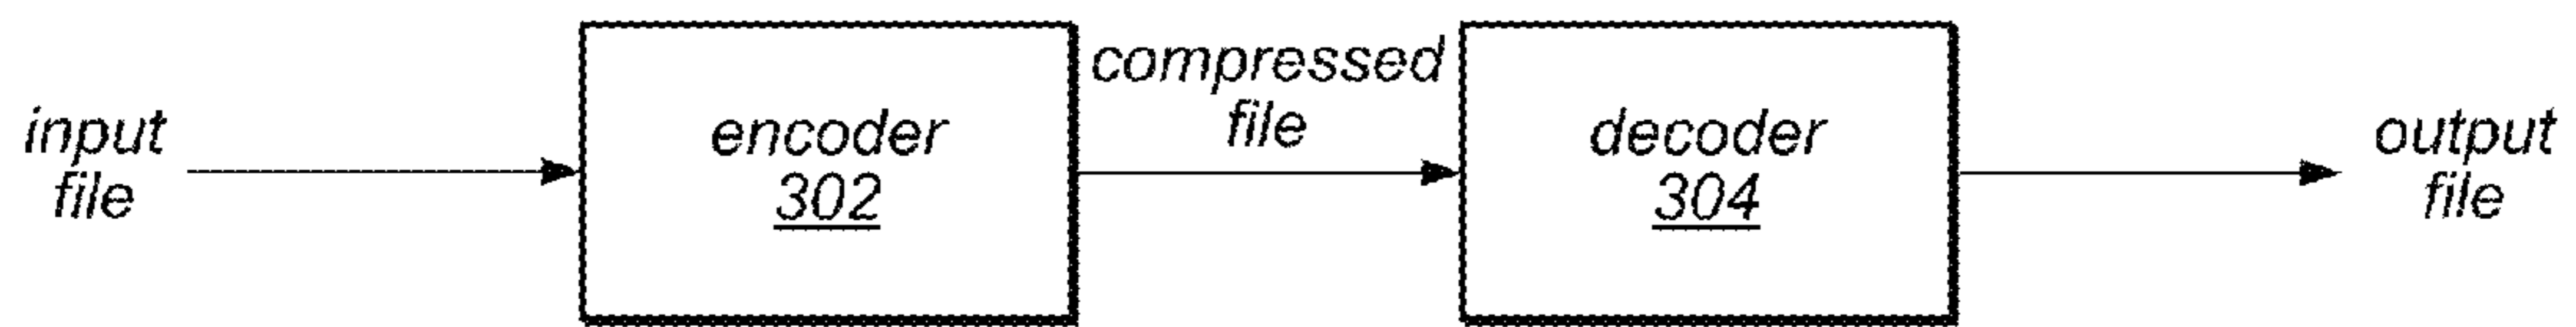 input
file
encoder
302
compressed
file
decoder
304
output
file